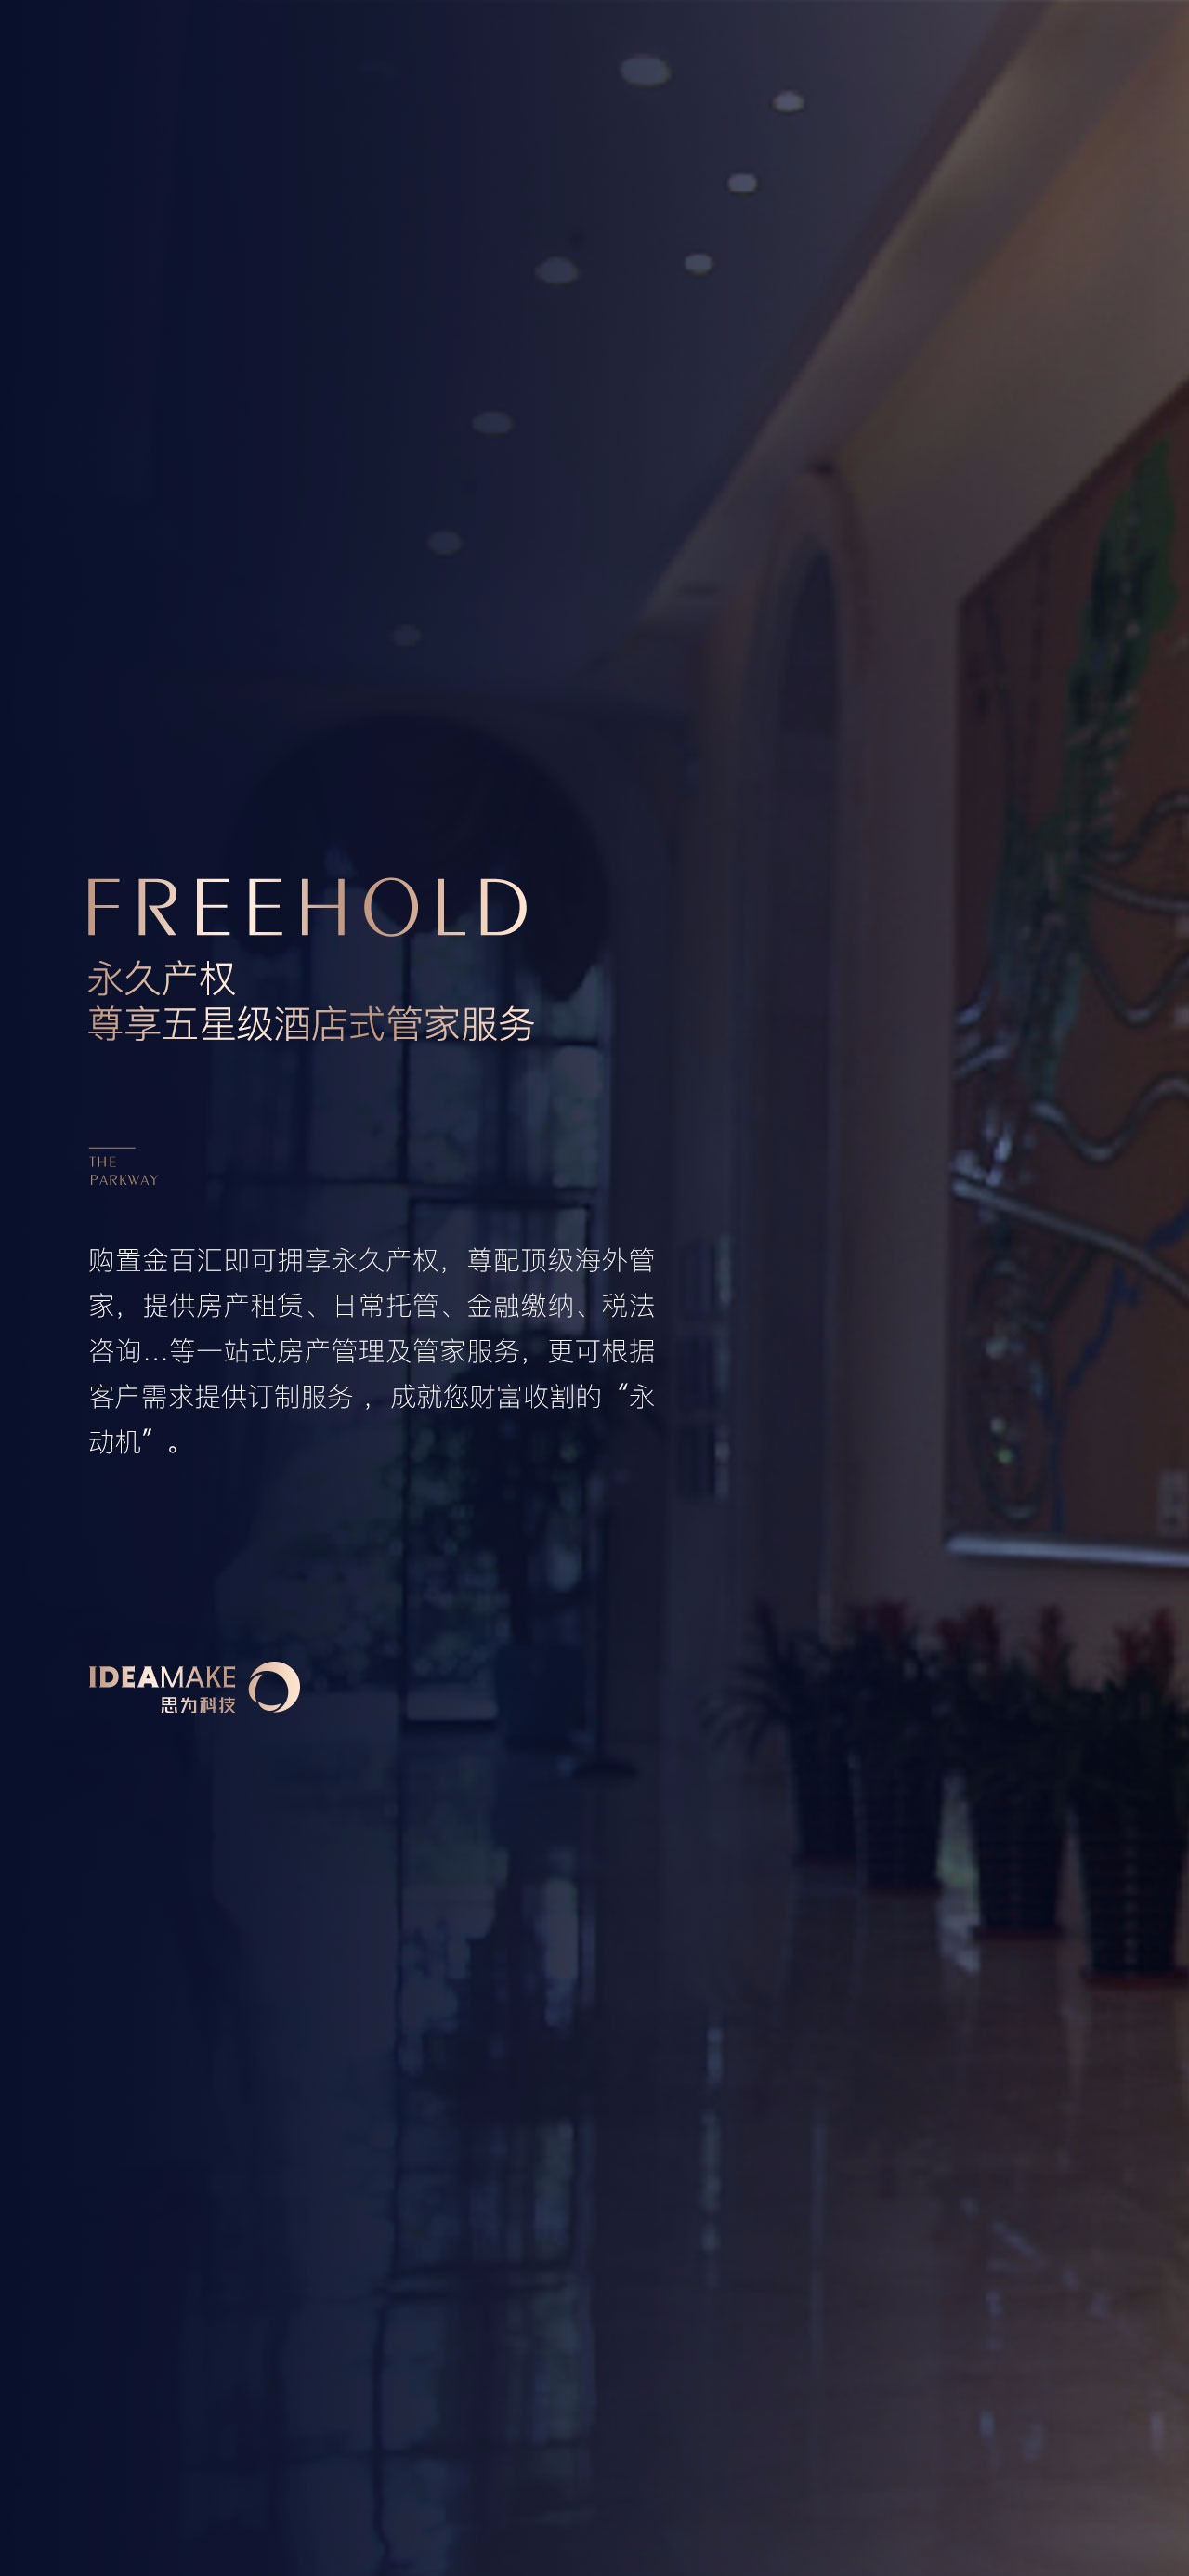 FREEHOLD
永久产权
尊享五星级酒店式管家服务
THE
PARKWAY
购置金百汇即可拥享永久产权，尊配顶级海外管
家，提供房产租赁、日常托管、金融缴纳、税法
咨询...等一站式房产管理及管家服务，更可根据
客户需求提供订制服务 ，成就您财富收割的“永
动机”。
IDEAMAKE
思为科技